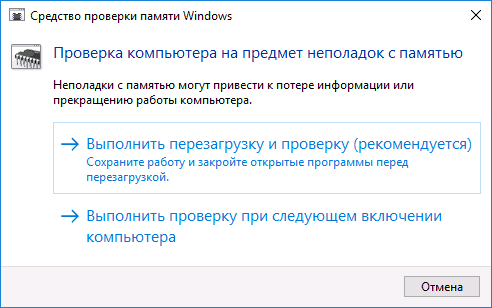 Средство проверки памяти Windows
Проверка компьютера на предмет неполадок с памятью
Неполадки с памятью могут привести к потере информации или
прекращению работы компьютера.
Выполнить перезагрузку и проверку (рекомендуется)
Сохраните работу и закройте открытые программы перед
перезагрузкой.
Выполнить проверку при следующем включении
компьютера
Отмена